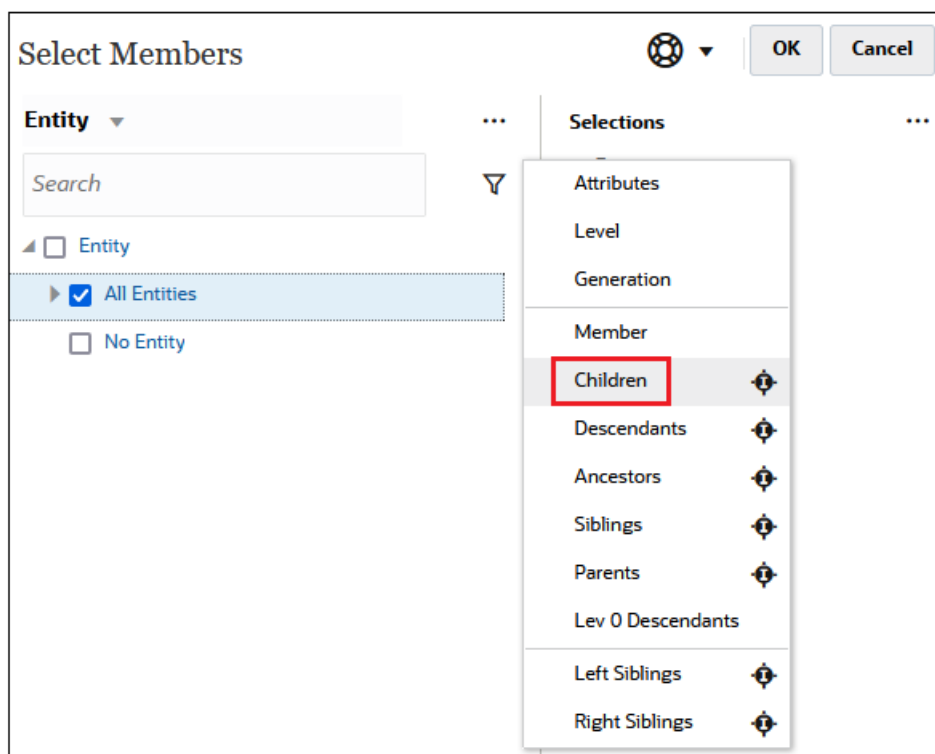 Select Members
OK
Cancel
Entity
...
Selections
...
Search
Entity
All Entities
No Entity
Attributes
Level
Generation
Member
Children
Descendants
Ancestors
Siblings
Parents
Lev 0 Descendants
Left Siblings
Right Siblings